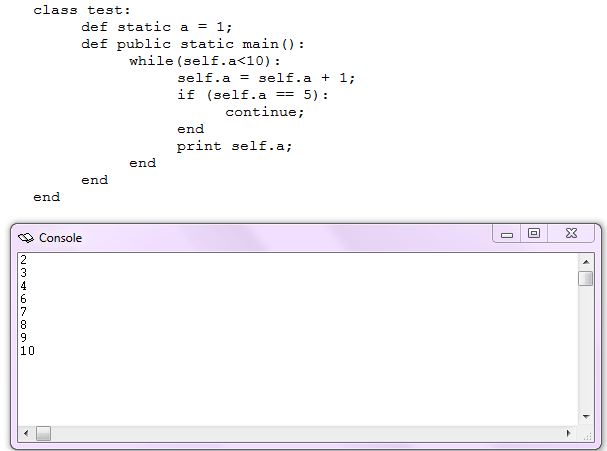 class test:
def static a = 1;
def public static main():
while(self.a<10):
self.a = self.a + 1;
if (self.a == 5):
continue;
end
print self.a;
end
end
end
Console
2
3
4
6
7
8
9
10